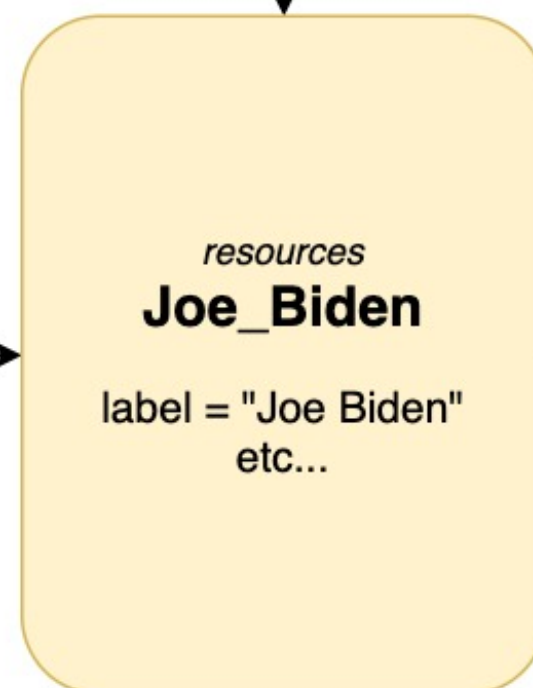 resources
Joe_Biden
label = "Joe Biden"
etc...